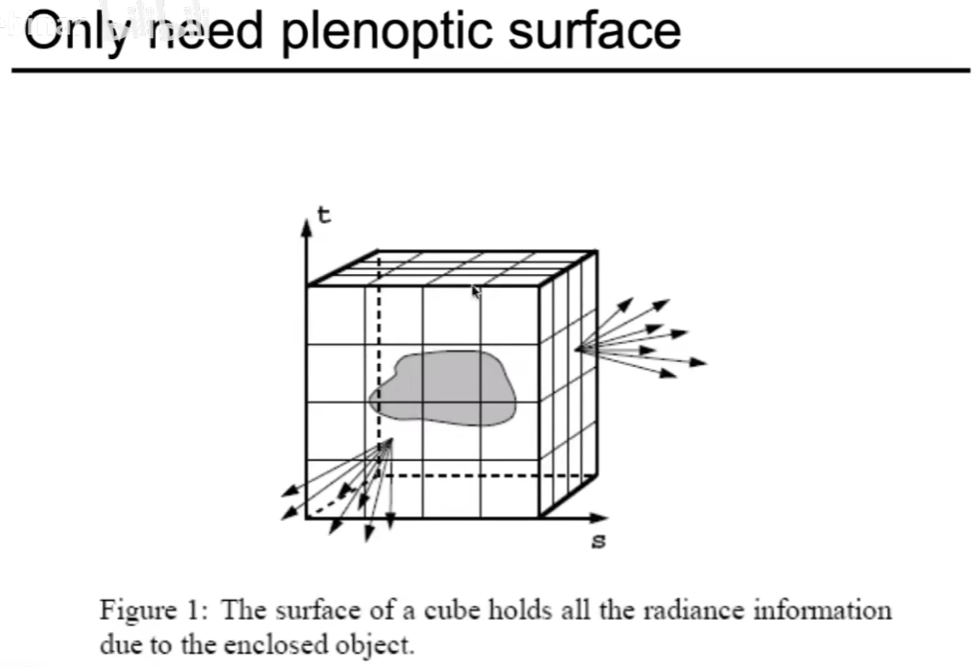 Only need plenoptic surface
t
s
Figure 1: The surface of a cube holds all the radiance information
due to the enclosed object.